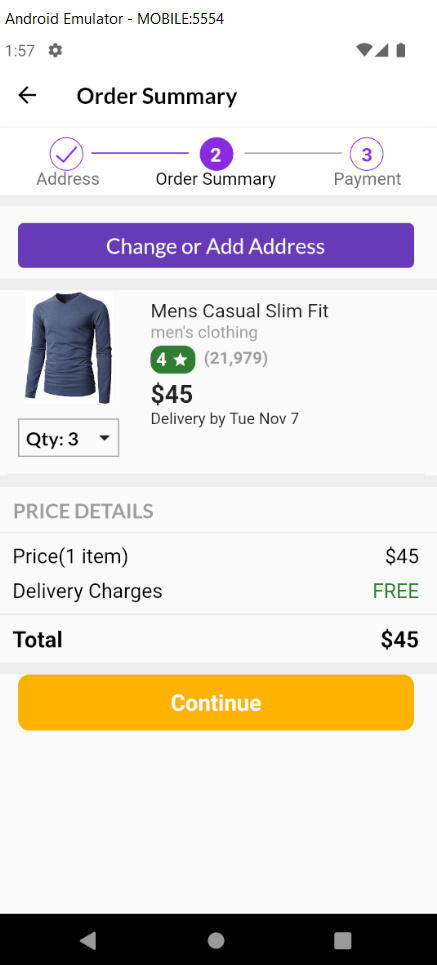 Android Emulator - MOBILE:5554
1:57
Order Summary
2
3
Address
Order Summary
Payment
Change or Add Address
Mens Casual Slim Fit
men's clothing
4 ★ (21,979)
$45
Delivery by Tue Nov 7
Qty: 3
PRICE DETAILS
Price(1 item) $45
Delivery Charges FREE
Total $45
Continue